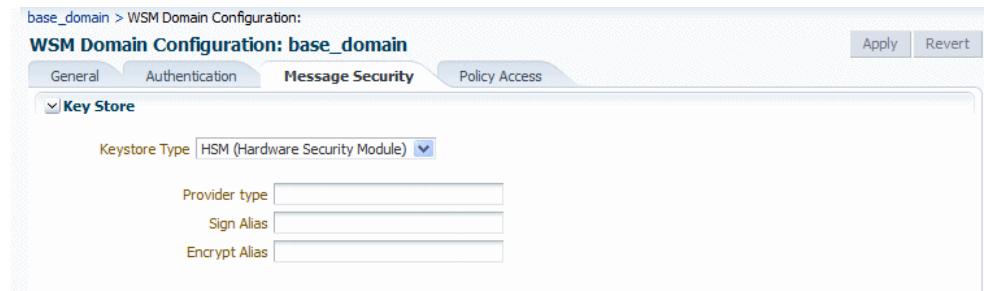 base_domain > WSM Domain Configuration:
WSM Domain Configuration: base_domain
Apply Revert
General Authentication Message Security Policy Access
Key Store
Keystore Type HSM (Hardware Security Module)
Provider type
Sign Alias
Encrypt Alias